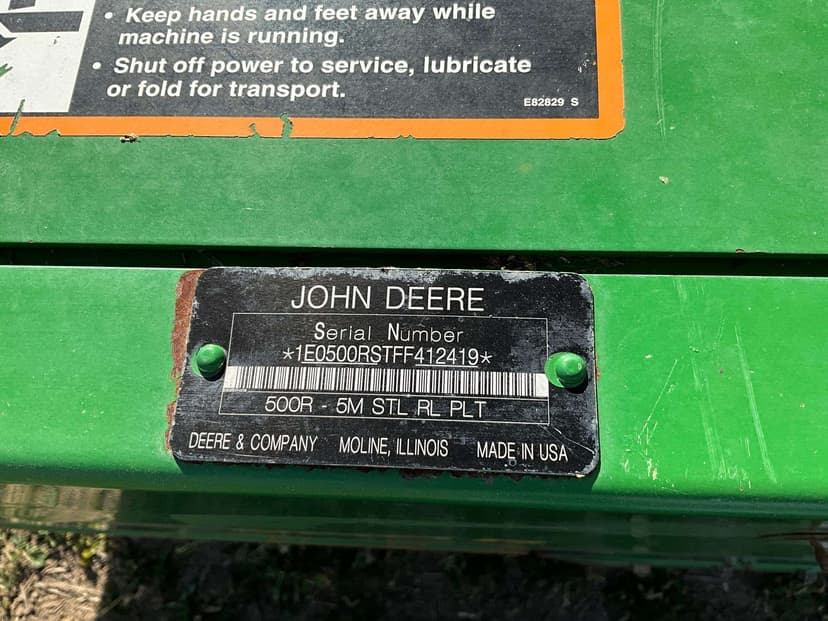 • Keep hands and feet away while
machine is running.
• Shut off power to service, lubricate
or fold for transport.
E82829 S
JOHN DEERE
Serial Number
*1E0500RSTFF412419*
500R - 5M STL RL PLT
DEERE & COMPANY MOLINE, ILLINOIS MADE IN USA